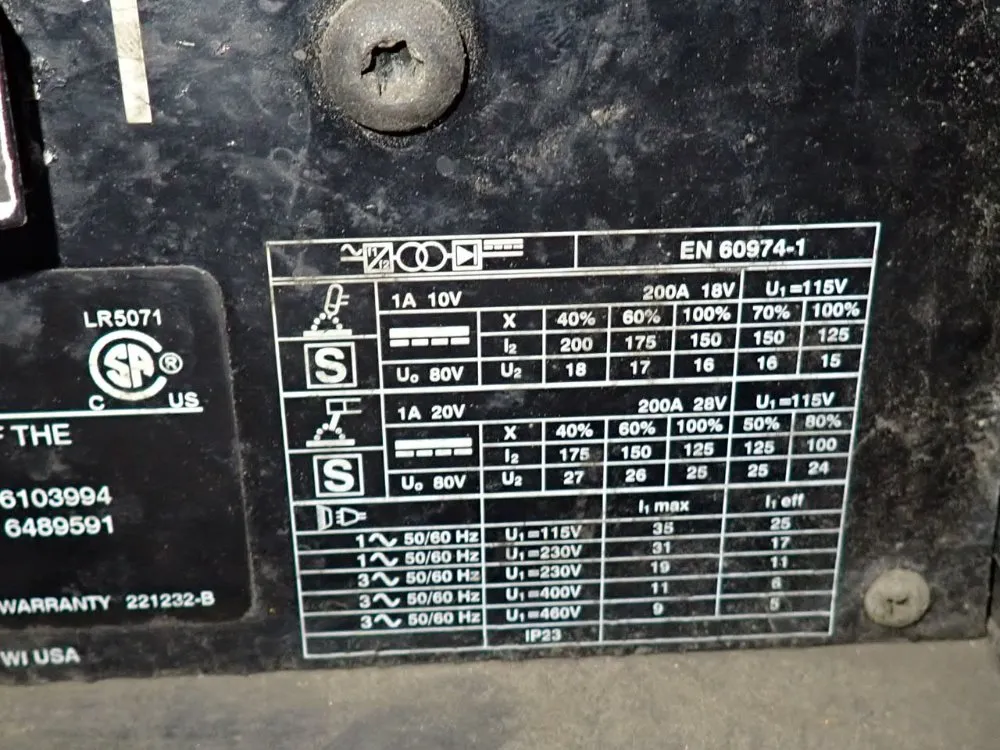 LR5071
CSA ®
C US
F THE
6103994
6489591
WARRANTY 221232-B
WI USA
f1 f2 EN 60974-1
1A 10V 200A 18V U1=115V
X 40% 60% 100% 70% 100%
S I2 200 175 150 150 125
U0 80V U2 18 17 16 16 15
1A 20V 200A 28V U1=115V
X 40% 60% 100% 50% 80%
S I2 175 150 125 125 100
U0 80V U2 27 26 25 25 24
I1 max I1 eff
1 50/60 Hz U1=115V 35 25
1 50/60 Hz U1=230V 31 17
3 50/60 Hz U1=230V 19 11
3 50/60 Hz U1=400V 11 6
3 50/60 Hz U1=460V 9 5
IP23